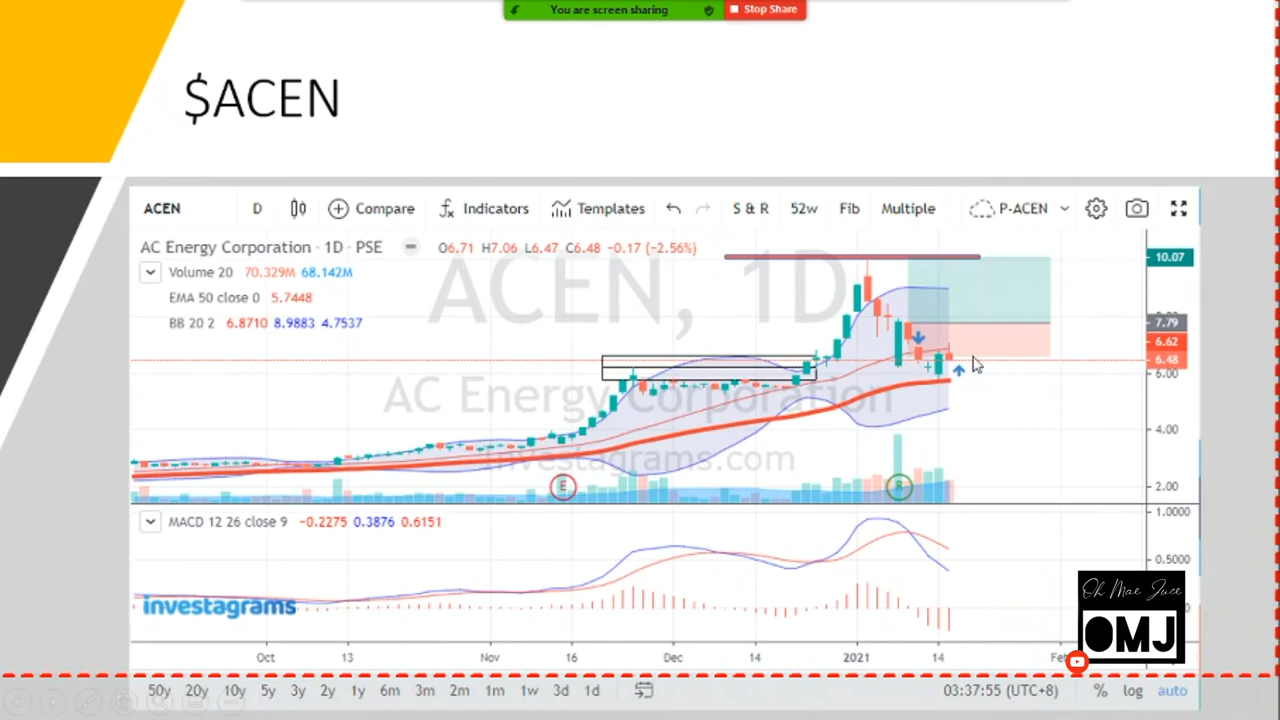 You are screen sharing
Stop Share
$ACEN
ACEN D Compare Indicators Templates S & R 52w Fib Multiple P-ACEN
AC Energy Corporation · 1D · PSE O6.71 H7.06 L6.47 C6.48 −0.17 (−2.56%)
Volume 20 70.329M 68.142M
EMA 50 close 0 5.7448
BB 20 2 6.8710 8.9883 4.7537
ACEN, 1D
AC Energy Corporation
investagrams.com
10.07
7.79
6.62
6.48
4.00
2.00
E
MACD 12 26 close 9 −0.2275 0.3876 0.6151
1.0000
0.5000
investagrams
Oh Mae Juce
OMJ
Oct 13 Nov 16 Dec 14 2021 14
50y 20y 10y 5y 3y 2y 1y 6m 3m 2m 1m 1w 3d 1d 03:37:55 (UTC+8) % log auto